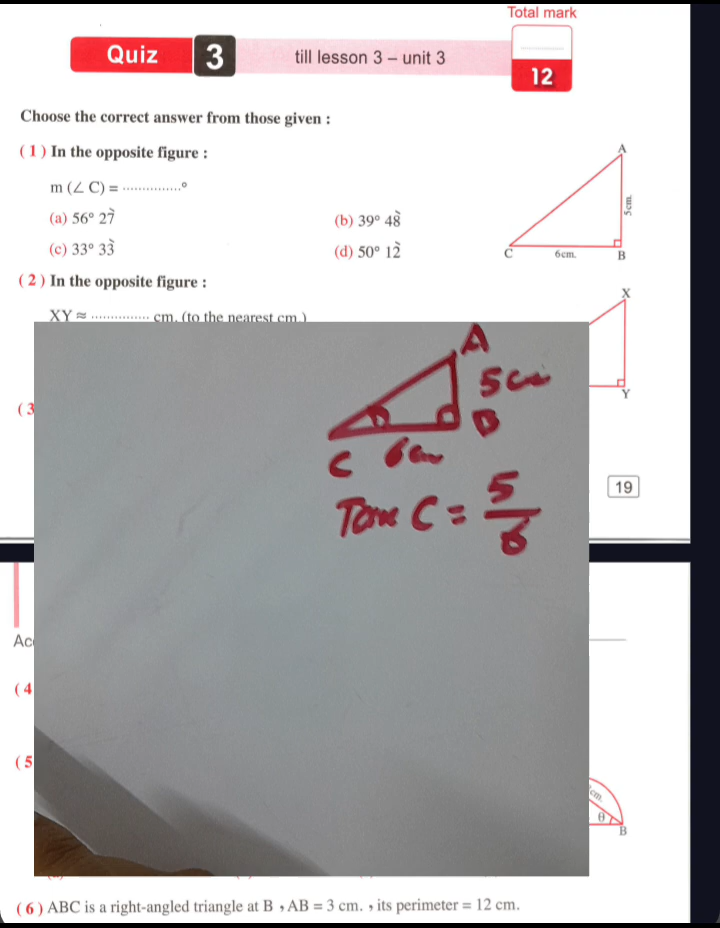 Total mark
Quiz 3
till lesson 3 – unit 3
12
Choose the correct answer from those given :
( 1 ) In the opposite figure :
m (∠ C) = ...............°
(a) 56° 27̀
(b) 39° 48̀
(c) 33° 33̀
(d) 50° 12̀
A
5cm.
C
6cm.
B
( 2 ) In the opposite figure :
XY ≈ .............. cm. (to the nearest cm.)
X
Y
A
5cm
B
C 6cm
Tan C = 5/6
( 3
19
( 4
( 5
cm.
θ
B
( 6 ) ABC is a right-angled triangle at B , AB = 3 cm. , its perimeter = 12 cm.